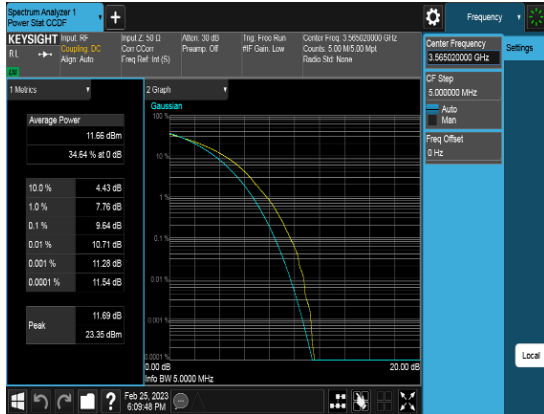 Spectrum Analyzer 1
Power Stat CCDF
Frequency
KEYSIGHT
Input: RF
Coupling: DC
Align: Auto
Input Z: 50 Ω
Corr CCorr
Freq Ref: Int (S)
Atten: 30 dB
Preamp: Off
Trig: Free Run
#IF Gain: Low
Center Freq: 3.565020000 GHz
Counts: 5.00 M/5.00 Mpt
Radio Std: None
RL
Center Frequency
3.565020000 GHz
Settings
CF Step
5.000000 MHz
Auto
Man
Freq Offset
0 Hz
Local
1 Metrics
Average Power
11.66 dBm
34.64 % at 0 dB
10.0 % 4.43 dB
1.0 % 7.76 dB
0.1 % 9.64 dB
0.01 % 10.71 dB
0.001 % 11.28 dB
0.0001 % 11.54 dB
Peak
11.69 dB
23.35 dBm
2 Graph
Gaussian
100 %
10 %
1 %
0.1 %
0.01 %
0.001 %
0.0001 %
0.00 dB
20.00 dB
Info BW 5.0000 MHz
Feb 25, 2023
6:09:48 PM